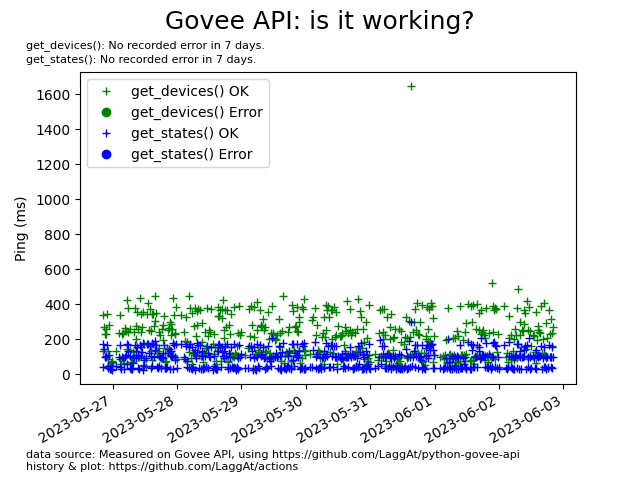 Govee API: is it working?
get_devices(): No recorded error in 7 days.
get_states(): No recorded error in 7 days.
get_devices() OK
get_devices() Error
get_states() OK
get_states() Error
Ping (ms)
1600
1400
1200
1000
800
600
400
200
0
2023-05-27
2023-05-28
2023-05-29
2023-05-30
2023-05-31
2023-06-01
2023-06-02
2023-06-03
data source: Measured on Govee API, using https://github.com/LaggAt/python-govee-api
history & plot: https://github.com/LaggAt/actions